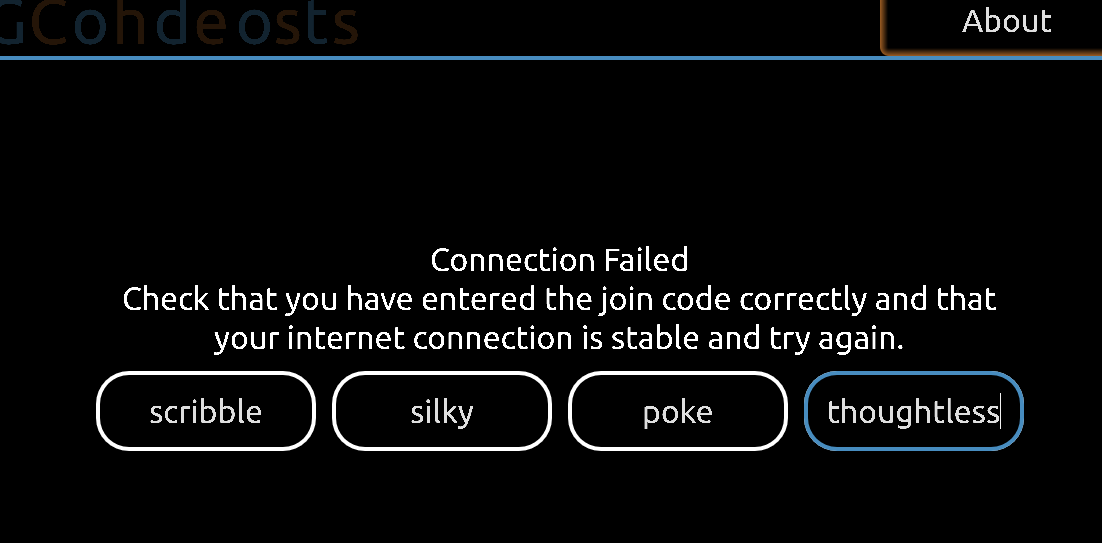 GCohdeosts
About
Connection Failed
Check that you have entered the join code correctly and that
your internet connection is stable and try again.
scribble silky poke thoughtless